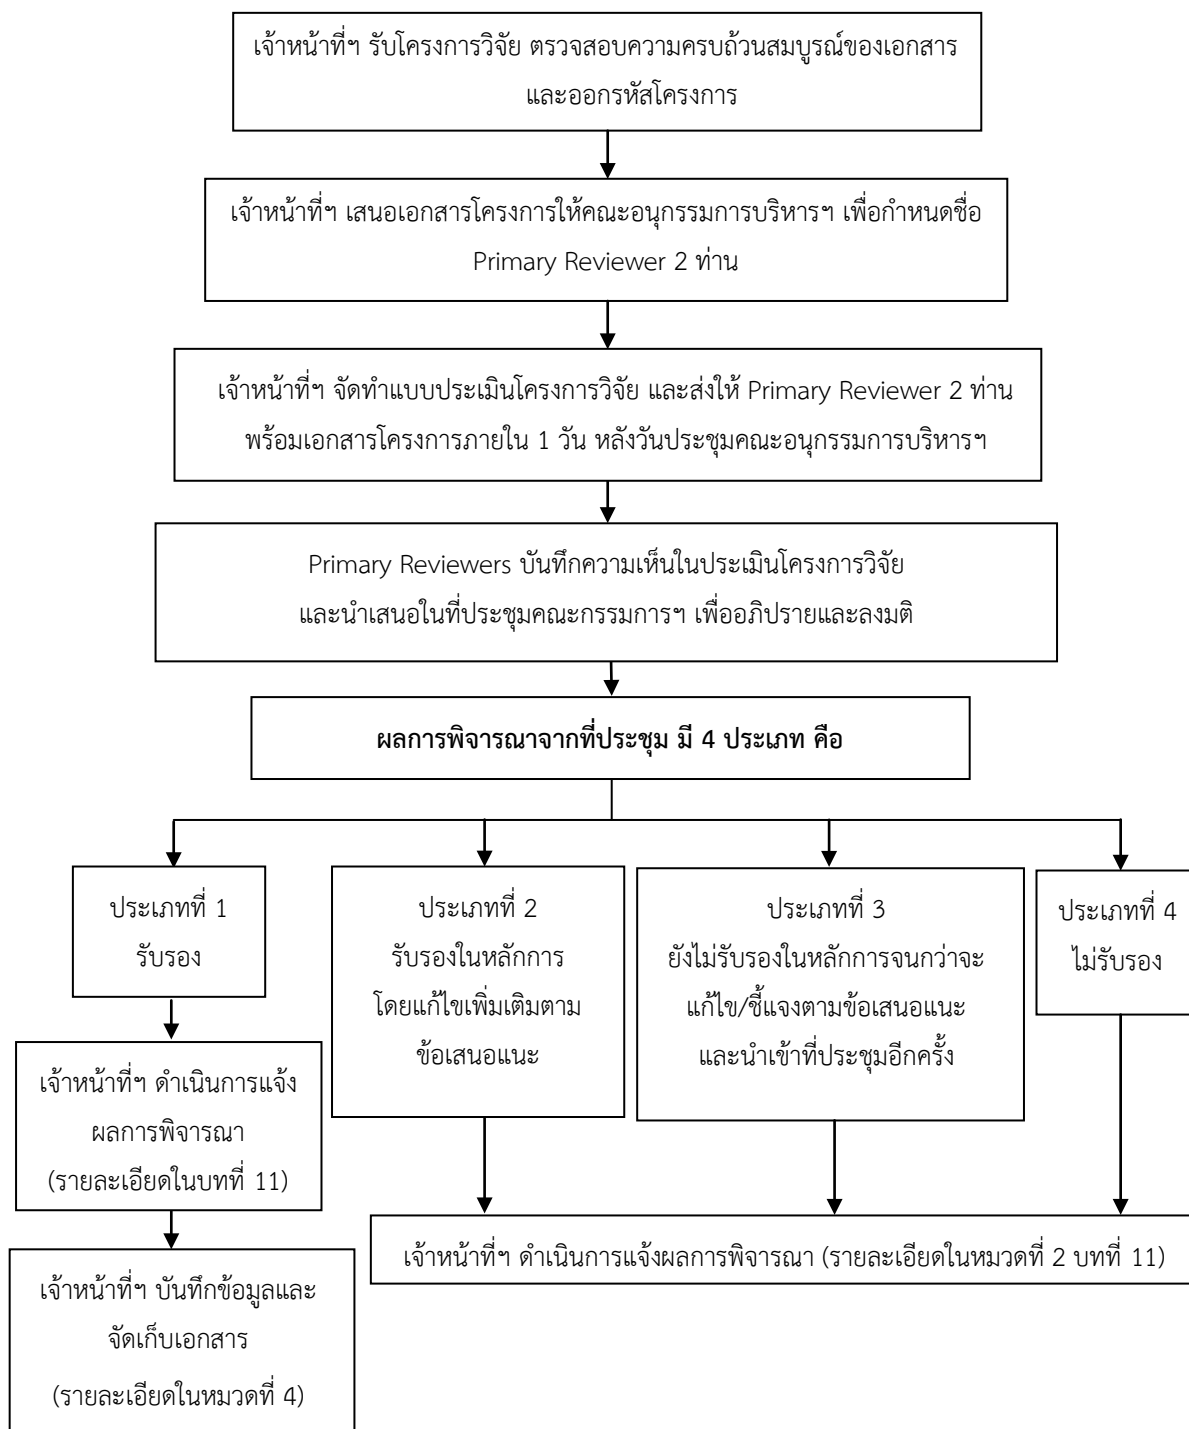 เจ้าหน้าที่ฯ รับโครงการวิจัย ตรวจสอบความครบถ้วนสมบูรณ์ของเอกสาร
และออกรหัสโครงการ
เจ้าหน้าที่ฯ เสนอเอกสารโครงการให้คณะอนุกรรมการบริหารฯ เพื่อกำหนดชื่อ
Primary Reviewer 2 ท่าน
เจ้าหน้าที่ฯ จัดทำแบบประเมินโครงการวิจัย และส่งให้ Primary Reviewer 2 ท่าน
พร้อมเอกสารโครงการภายใน 1 วัน หลังวันประชุมคณะอนุกรรมการบริหารฯ
Primary Reviewers บันทึกความเห็นในประเมินโครงการวิจัย
และนำเสนอในที่ประชุมคณะกรรมการฯ เพื่ออภิปรายและลงมติ
ผลการพิจารณาจากที่ประชุม มี 4 ประเภท คือ
ประเภทที่ 1
รับรอง
ประเภทที่ 2
รับรองในหลักการ
โดยแก้ไขเพิ่มเติมตาม
ข้อเสนอแนะ
ประเภทที่ 3
ยังไม่รับรองในหลักการจนกว่าจะ
แก้ไข/ชี้แจงตามข้อเสนอแนะ
และนำเข้าที่ประชุมอีกครั้ง
ประเภทที่ 4
ไม่รับรอง
เจ้าหน้าที่ฯ ดำเนินการแจ้ง
ผลการพิจารณา
(รายละเอียดในบทที่ 11)
เจ้าหน้าที่ฯ ดำเนินการแจ้งผลการพิจารณา (รายละเอียดในหมวดที่ 2 บทที่ 11)
เจ้าหน้าที่ฯ บันทึกข้อมูลและ
จัดเก็บเอกสาร
(รายละเอียดในหมวดที่ 4)